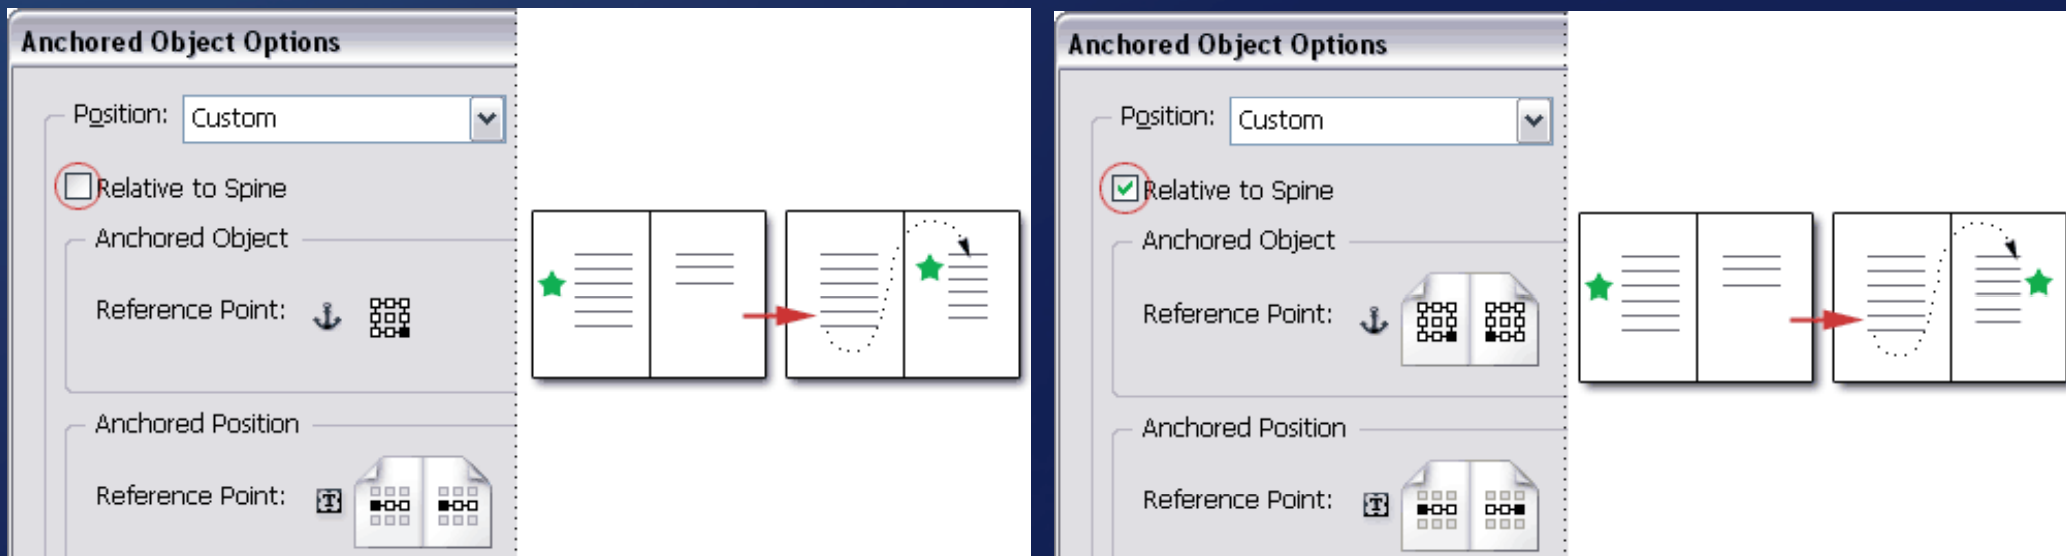 Anchored Object Options
Position: Custom
Relative to Spine
Anchored Object
Reference Point:
Anchored Position
Reference Point: T
Anchored Object Options
Position: Custom
Relative to Spine
Anchored Object
Reference Point:
Anchored Position
Reference Point: T